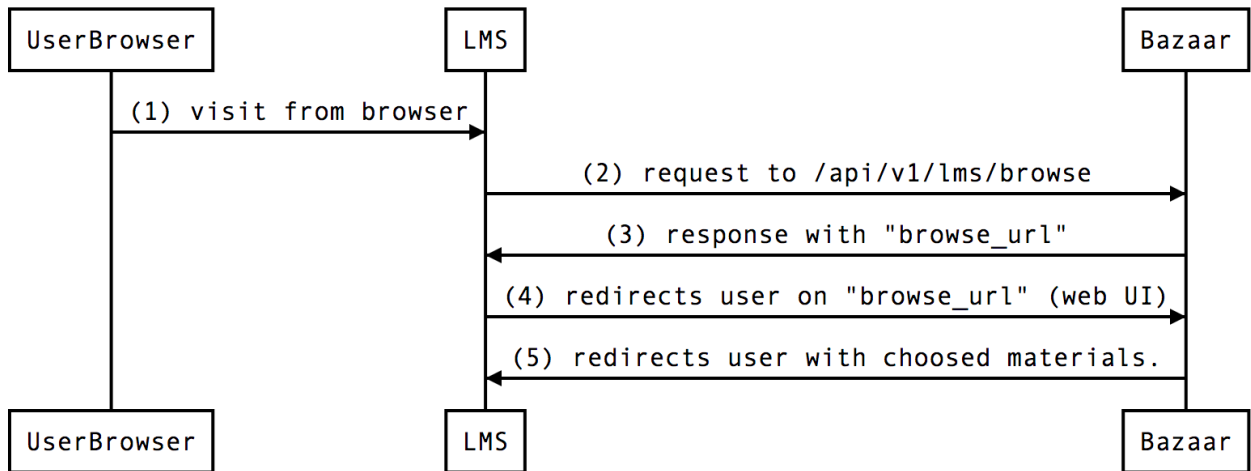 UserBrowser
LMS
Bazaar
(1) visit from browser
(2) request to /api/v1/lms/browse
(3) response with "browse_url"
(4) redirects user on "browse_url" (web UI)
(5) redirects user with choosed materials.
UserBrowser
LMS
Bazaar